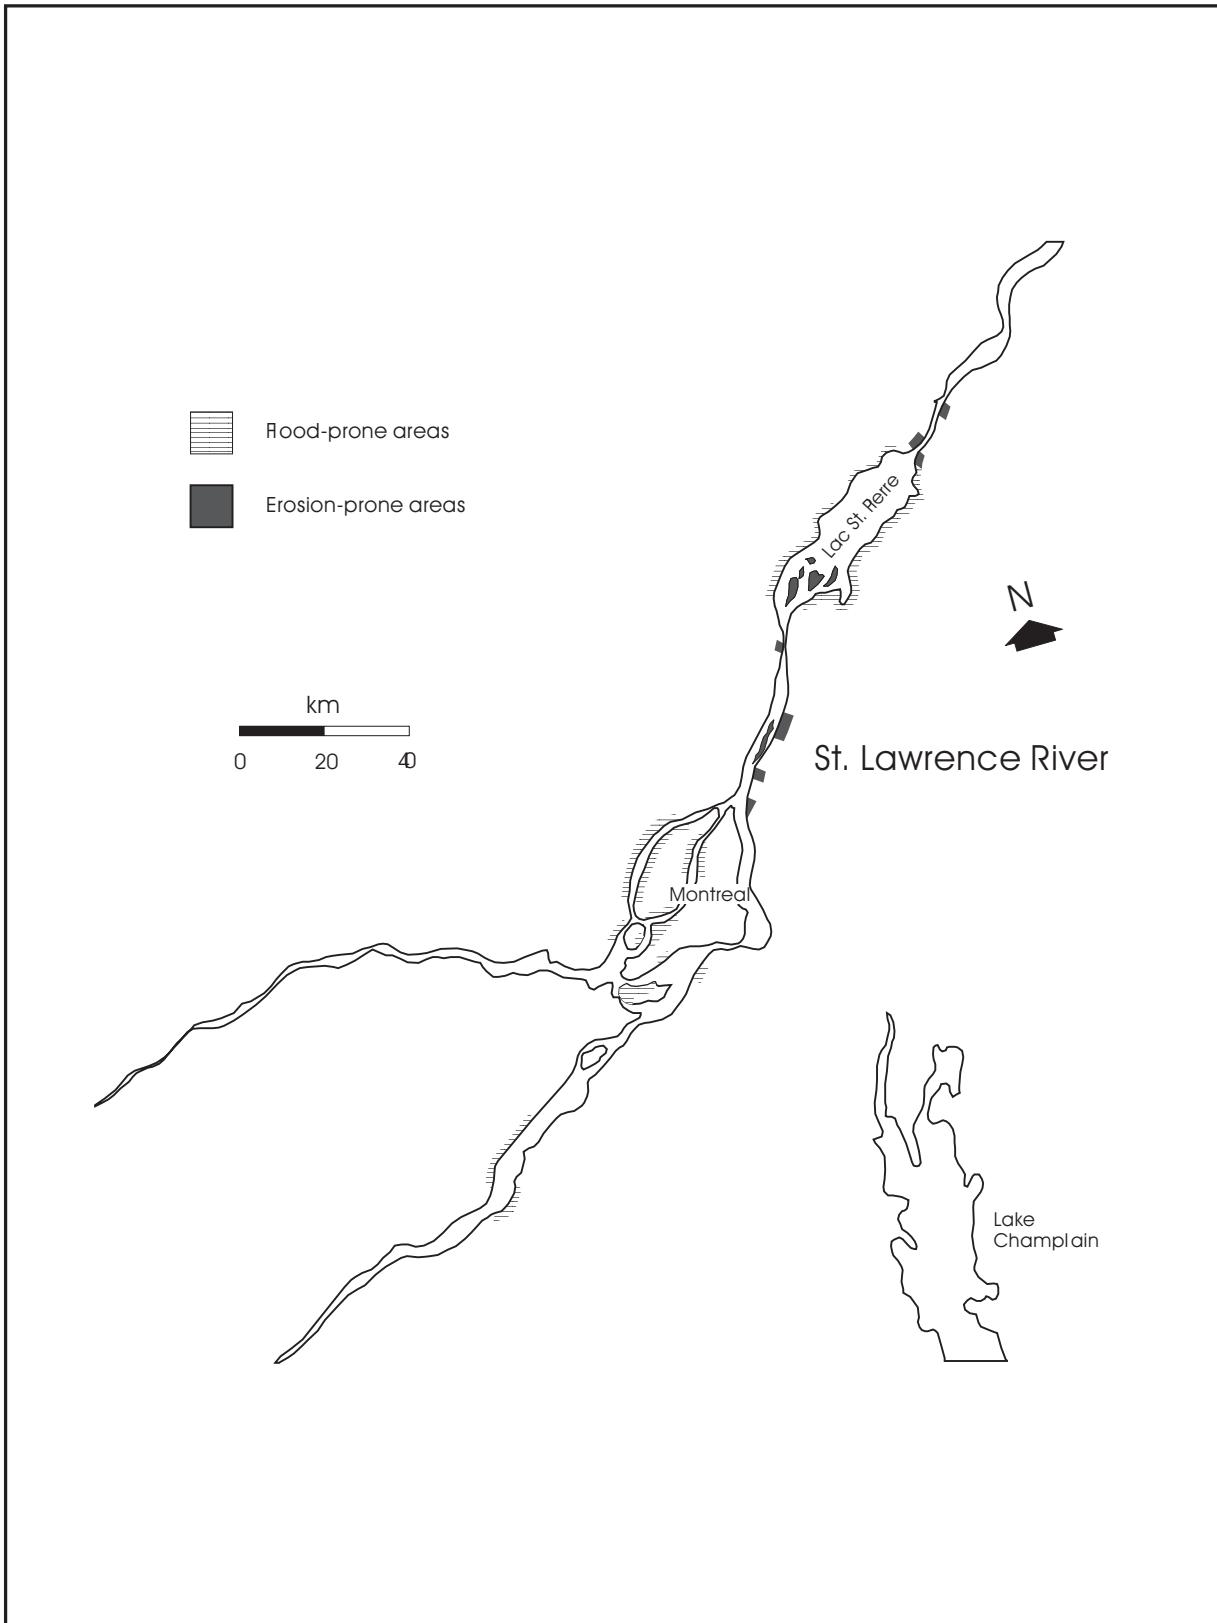 Flood-prone areas
Erosion-prone areas
Lac St. Pierre
N
km
0 20 40
St. Lawrence River
Montreal
Lake
Champlain